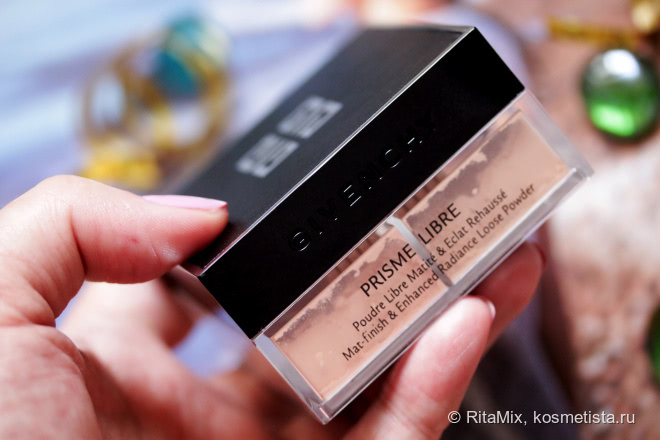 GIVENCHY
PRISME LIBRE
Poudre Libre Matité & Eclat Rehaussé
Mat-finish & Enhanced Radiance Loose Powder
© RitaMix, kosmetista.ru